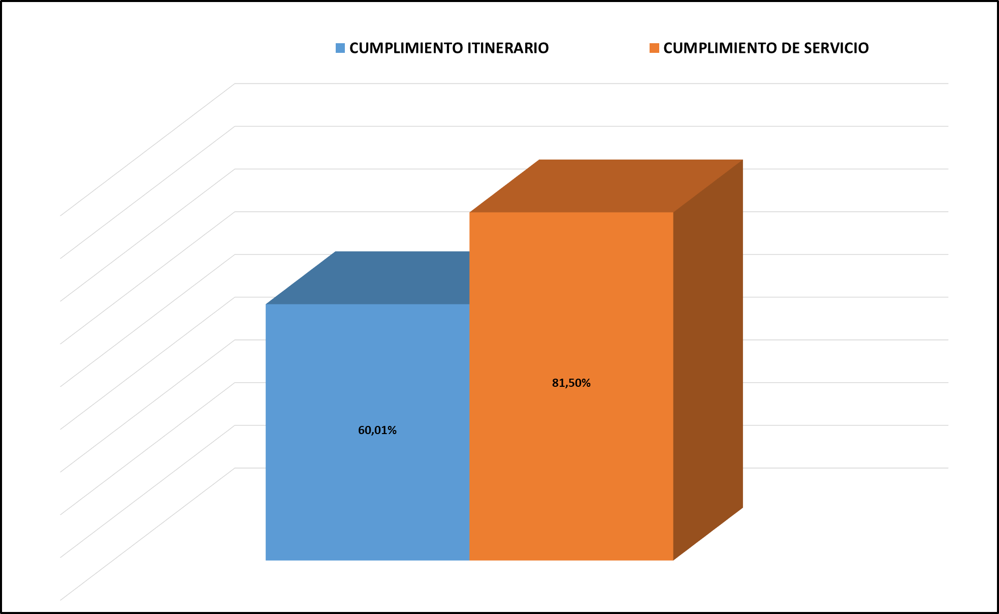 CUMPLIMIENTO ITINERARIO
CUMPLIMIENTO DE SERVICIO
81,50%
60,01%